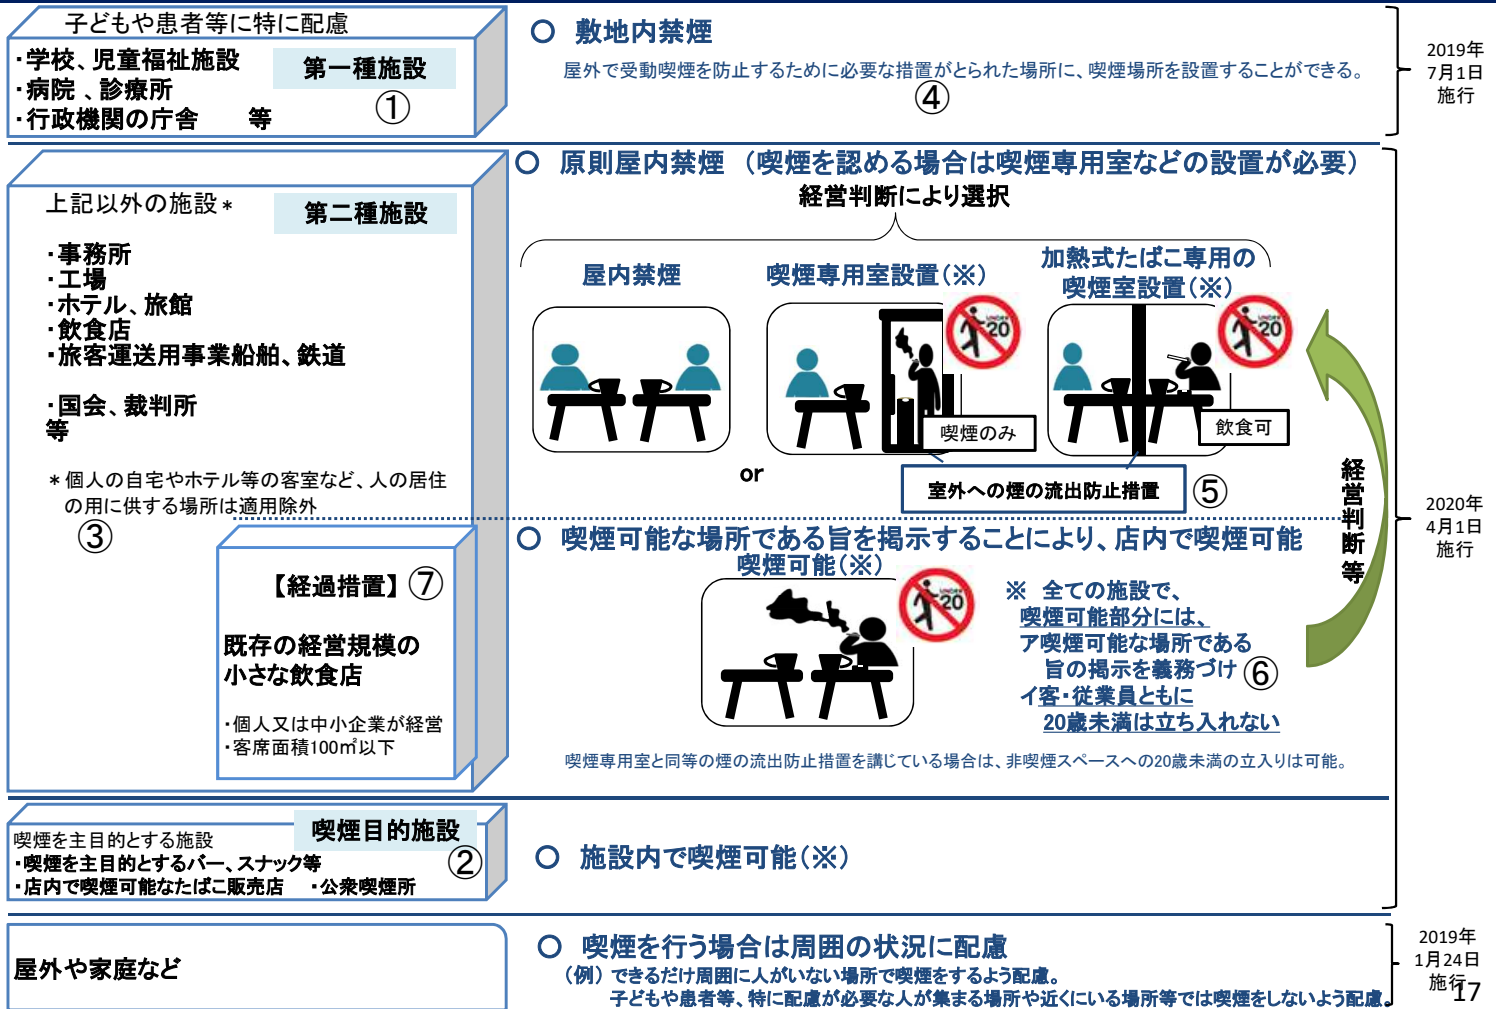 子どもや患者等に特に配慮
・学校、児童福祉施設
・病院 、診療所
・行政機関の庁舎　　等
第一種施設
①
○ 敷地内禁煙
屋外で受動喫煙を防止するために必要な措置がとられた場所に、喫煙場所を設置することができる。
④
2019年
7月1日
施行
上記以外の施設*
第二種施設
・事務所
・工場
・ホテル、旅館
・飲食店
・旅客運送用事業船舶、鉄道
・国会、裁判所
等
*個人の自宅やホテル等の客室など、人の居住
の用に供する場所は適用除外
③
○ 原則屋内禁煙 （喫煙を認める場合は喫煙専用室などの設置が必要）
経営判断により選択
屋内禁煙
喫煙専用室設置(※)
加熱式たばこ専用の
喫煙室設置(※)
UNDER
20
UNDER
20
喫煙のみ
飲食可
or
室外への煙の流出防止措置
⑤
経営判断等
2020年
4月1日
施行
【経過措置】⑦
既存の経営規模の
小さな飲食店
・個人又は中小企業が経営
・客席面積100㎡以下
○ 喫煙可能な場所である旨を掲示することにより、店内で喫煙可能
喫煙可能(※)
UNDER
20
※ 全ての施設で、
喫煙可能部分には、
ア喫煙可能な場所である
旨の掲示を義務づけ
⑥
イ客・従業員ともに
20歳未満は立ち入れない
喫煙専用室と同等の煙の流出防止措置を講じている場合は、非喫煙スペースへの20歳未満の立入りは可能。
喫煙目的施設
喫煙を主目的とする施設
・喫煙を主目的とするバー、スナック等
・店内で喫煙可能なたばこ販売店　・公衆喫煙所
②
○ 施設内で喫煙可能(※)
屋外や家庭など
○ 喫煙を行う場合は周囲の状況に配慮
（例）できるだけ周囲に人がいない場所で喫煙をするよう配慮。
子どもや患者等、特に配慮が必要な人が集まる場所や近くにいる場所等では喫煙をしないよう配慮。
2019年
1月24日
施行
17